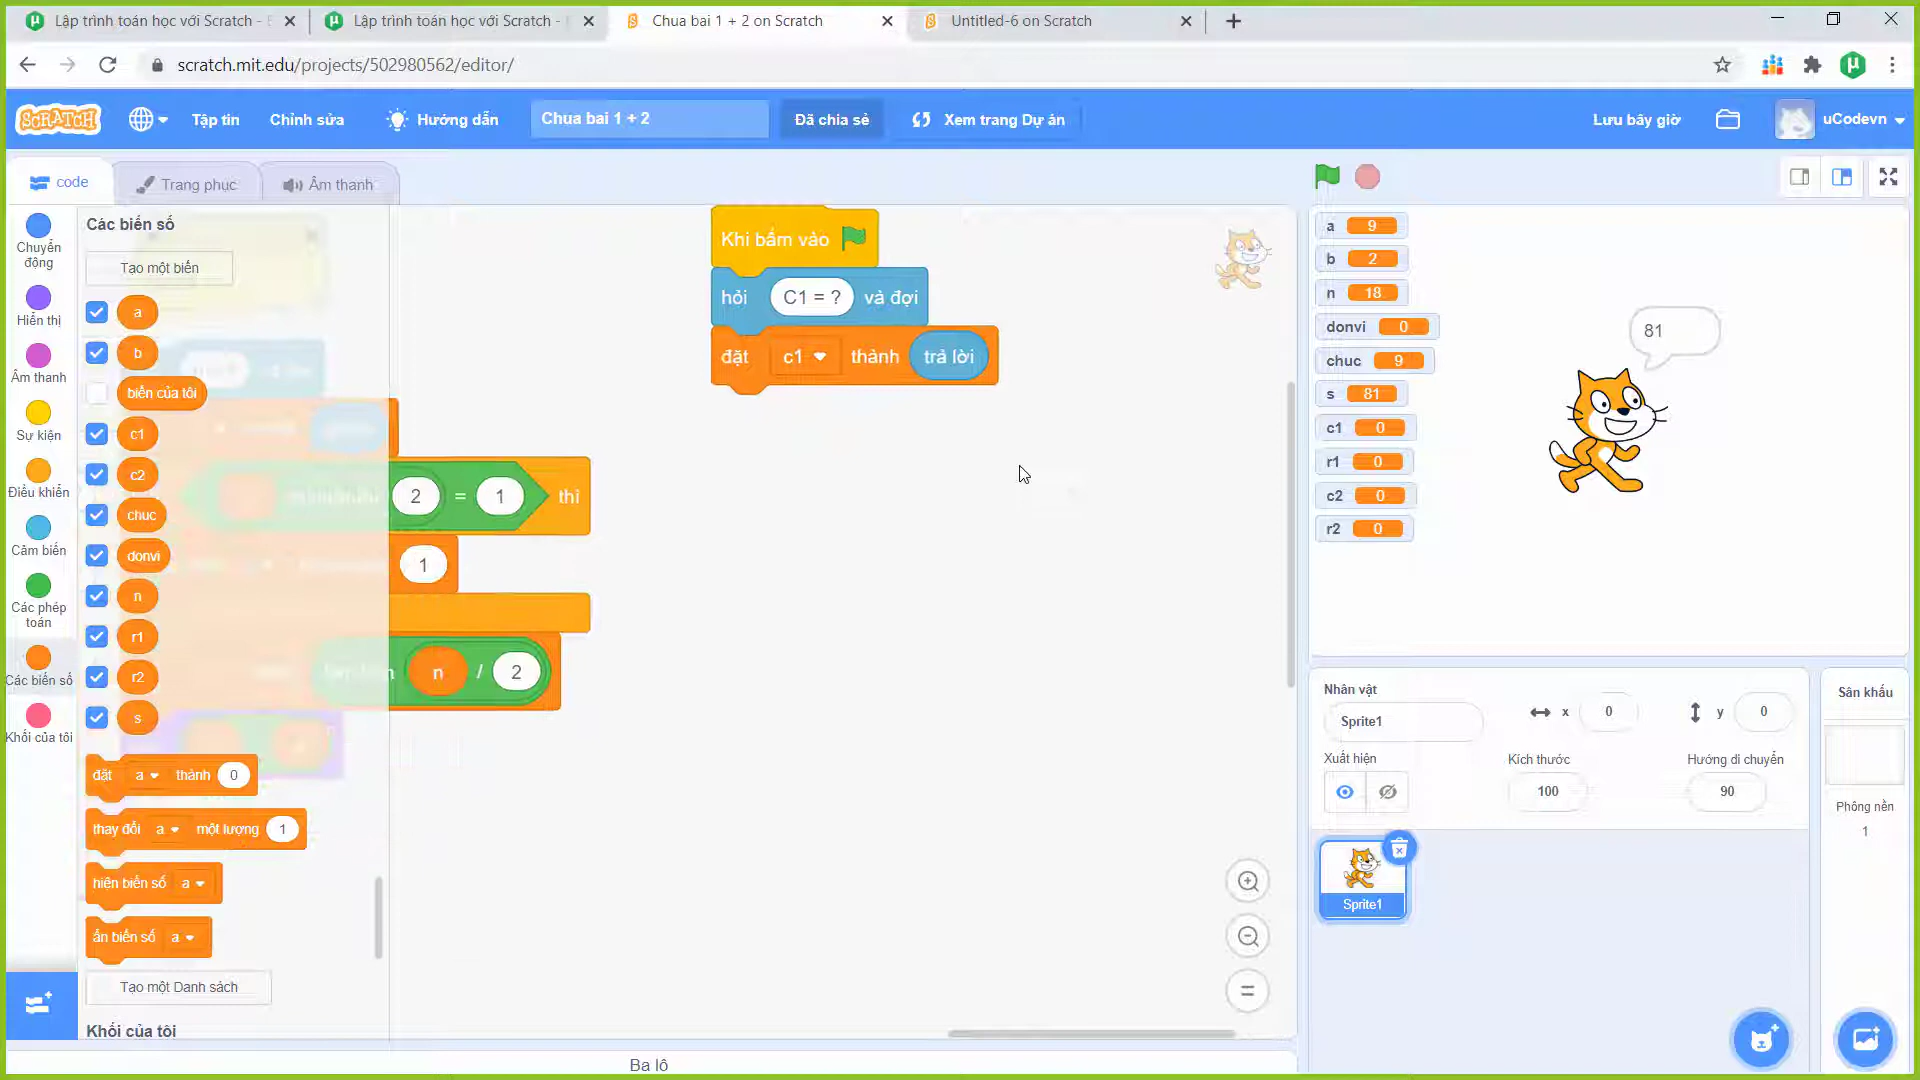 Lập trình toán học với Scratch - E
Lập trình toán học với Scratch -
Chua bai 1 + 2 on Scratch
Untitled-6 on Scratch
scratch.mit.edu/projects/502980562/editor/
SCRATCH
Tập tin
Chỉnh sửa
Hướng dẫn
Chua bai 1 + 2
Đã chia sẻ
Xem trang Dự án
Lưu bây giờ
uCodevn
code
Trang phục
Âm thanh
Chuyển động
Hiển thị
Âm thanh
Sự kiện
Điều khiển
Cảm biến
Các phép toán
Các biến số
Khối của tôi
Các biến số
Tạo một biến
a
b
biến của tôi
c1
c2
chuc
donvi
n
r1
r2
s
đặt a thành 0
thay đổi a một lượng 1
hiện biến số a
ẩn biến số a
Tạo một Danh sách
Khối của tôi
Khi bấm vào
hỏi C1 = ? và đợi
đặt c1 thành trả lời
2 = 1 thì
1
n / 2
a 9
b 2
n 18
donvi 0
chuc 9
s 81
c1 0
r1 0
c2 0
r2 0
81
Nhân vật
Sprite1
x 0
y 0
Xuất hiện
Kích thước
100
Hướng di chuyển
90
Sprite1
Sân khấu
Phông nền
1
Ba lô